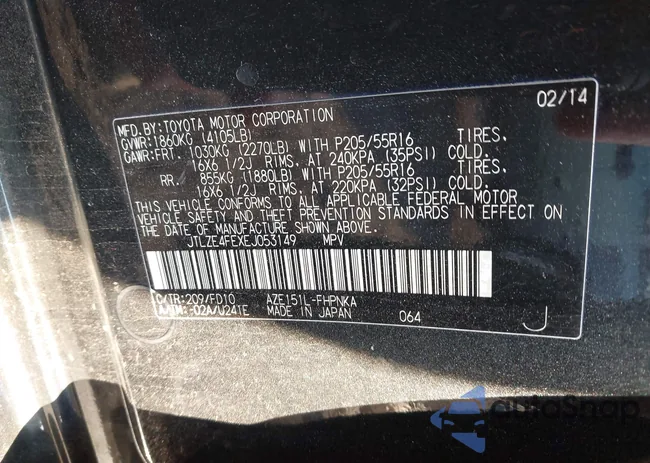 02/14
MFD.BY:TOYOTA MOTOR CORPORATION
GVWR:1860KG (4105LB)
GAWR:FRT. 1030KG (2270LB) WITH P205/55R16 TIRES.
16X6 1/2J RIMS. AT 240KPA (35PSI) COLD.
RR. 855KG (1880LB) WITH P205/55R16 TIRES.
16X6 1/2J RIMS. AT 220KPA (32PSI) COLD.
THIS VEHICLE CONFORMS TO ALL APPLICABLE FEDERAL MOTOR
VEHICLE SAFETY AND THEFT PREVENTION STANDARDS IN EFFECT ON
THE DATE OF MANUFACTURE SHOWN ABOVE.
JTLZE4FEXEJ053149 MPV
C/TR:209/FD10 AZE151L-FHPNKA
A/TM:-02A/U241E MADE IN JAPAN 064 J
autoSnap